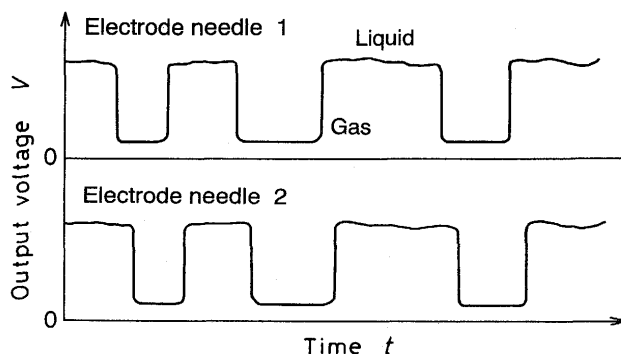 Electrode needle 1
Liquid
Gas
0
Electrode needle 2
0
Output voltage V
Time t